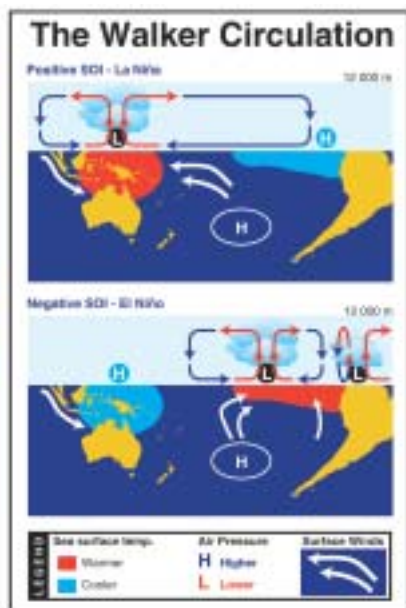 The Walker Circulation
Positive SOI - La Niño
12 000 m
L
H
H
Negative SOI - El Niño
12 000 m
H
L
L
H
LEGEND
Sea surface temp.
Warmer
Cooler
Air Pressure
H Higher
L Lower
Surface Winds